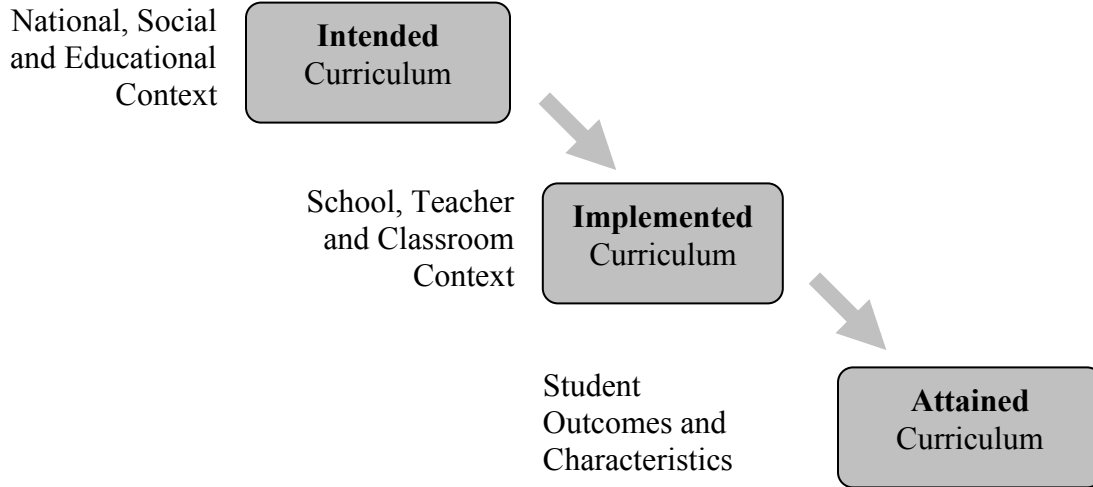 National, Social
and Educational
Context
Intended
Curriculum
School, Teacher
and Classroom
Context
Implemented
Curriculum
Student
Outcomes and
Characteristics
Attained
Curriculum